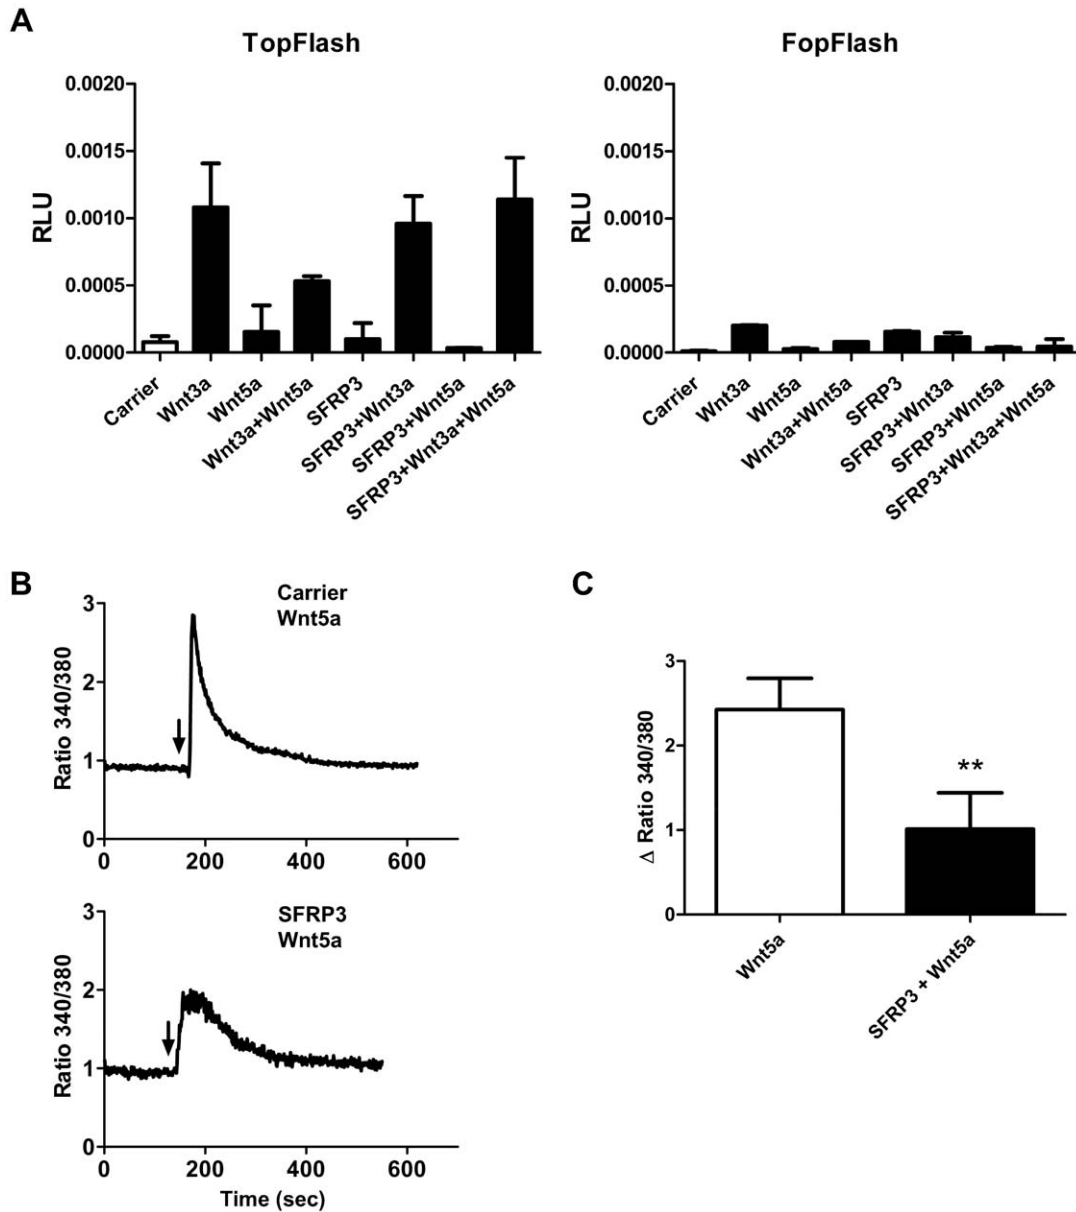 A
TopFlash
RLU
0.0020
0.0015
0.0010
0.0005
0.0000
Carrier
Wnt3a
Wnt5a
Wnt3a+Wnt5a
SFRP3
SFRP3+Wnt3a
SFRP3+Wnt5a
SFRP3+Wnt3a+Wnt5a
FopFlash
RLU
0.0020
0.0015
0.0010
0.0005
0.0000
Carrier
Wnt3a
Wnt5a
Wnt3a+Wnt5a
SFRP3
SFRP3+Wnt3a
SFRP3+Wnt5a
SFRP3+Wnt3a+Wnt5a
B
Carrier
Wnt5a
Ratio 340/380
3
2
1
0
0 200 400 600
SFRP3
Wnt5a
Ratio 340/380
3
2
1
0
0 200 400 600
Time (sec)
C
Δ Ratio 340/380
3
2
1
0
**
Wnt5a
SFRP3 + Wnt5a